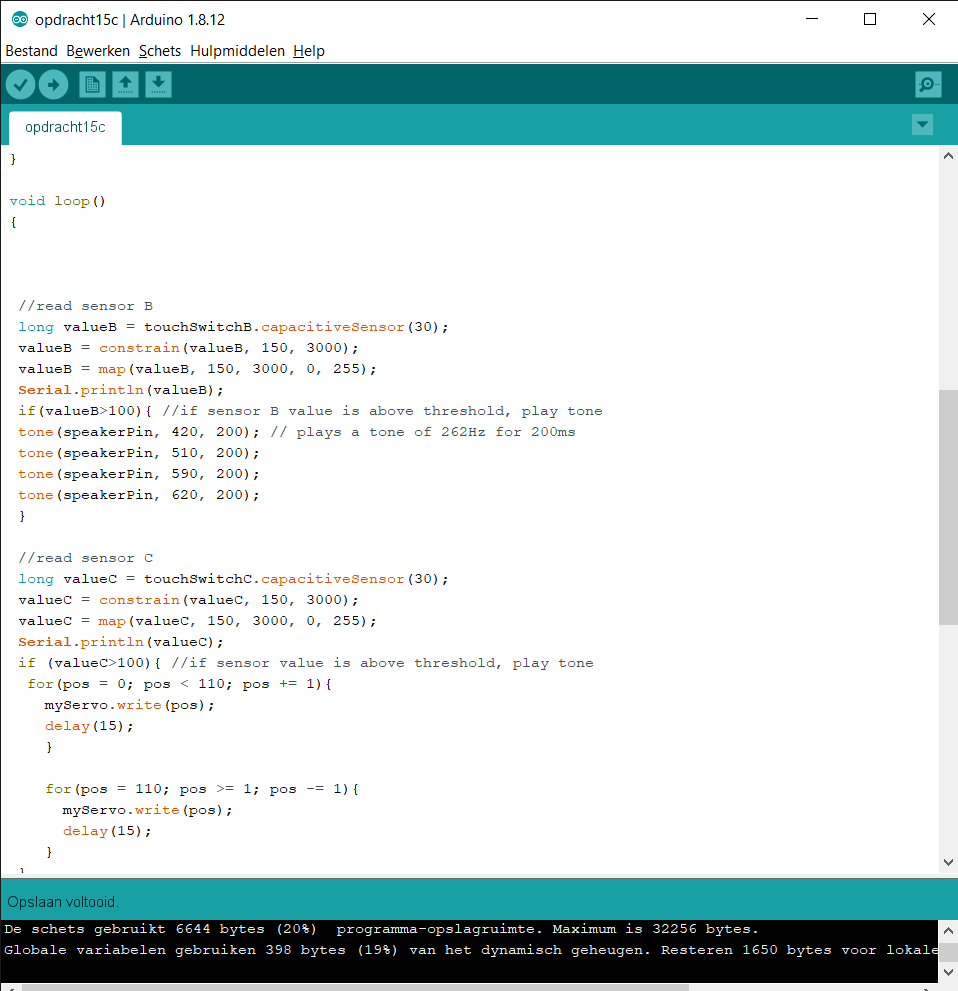 opdracht15c | Arduino 1.8.12
Bestand Bewerken Schets Hulpmiddelen Help
opdracht15c
}
void loop()
{
//read sensor B
long valueB = touchSwitchB.capacitiveSensor(30);
valueB = constrain(valueB, 150, 3000);
valueB = map(valueB, 150, 3000, 0, 255);
Serial.println(valueB);
if(valueB>100){ //if sensor B value is above threshold, play tone
tone(speakerPin, 420, 200); // plays a tone of 262Hz for 200ms
tone(speakerPin, 510, 200);
tone(speakerPin, 590, 200);
tone(speakerPin, 620, 200);
}
//read sensor C
long valueC = touchSwitchC.capacitiveSensor(30);
valueC = constrain(valueC, 150, 3000);
valueC = map(valueC, 150, 3000, 0, 255);
Serial.println(valueC);
if (valueC>100){ //if sensor value is above threshold, play tone
for(pos = 0; pos < 110; pos += 1){
myServo.write(pos);
delay(15);
}
for(pos = 110; pos >= 1; pos -= 1){
myServo.write(pos);
delay(15);
}
Opslaan voltooid.
De schets gebruikt 6644 bytes (20%)  programma-opslagruimte. Maximum is 32256 bytes.
Globale variabelen gebruiken 398 bytes (19%) van het dynamisch geheugen. Resteren 1650 bytes voor lokale